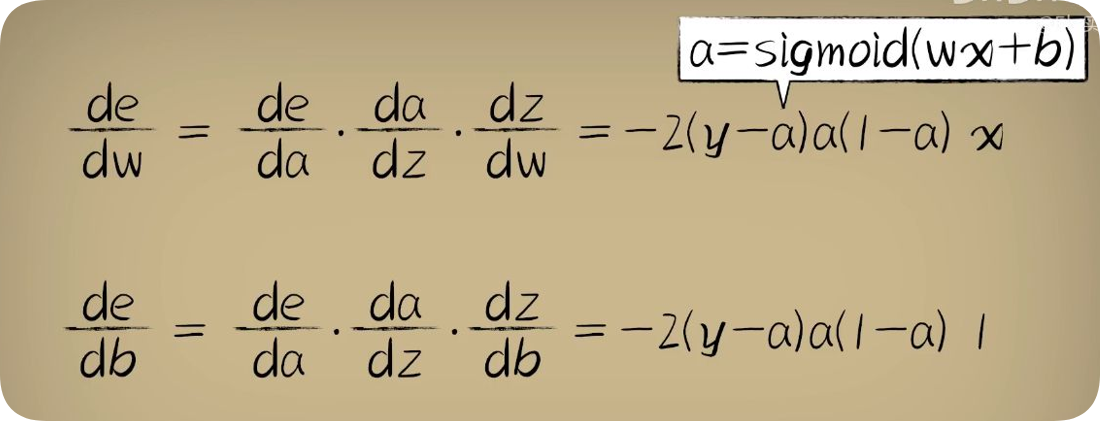 a=sigmoid(wx+b)
de/dw = de/da · da/dz · dz/dw = −2(y−a)a(1−a) x
de/db = de/da · da/dz · dz/db = −2(y−a)a(1−a) 1